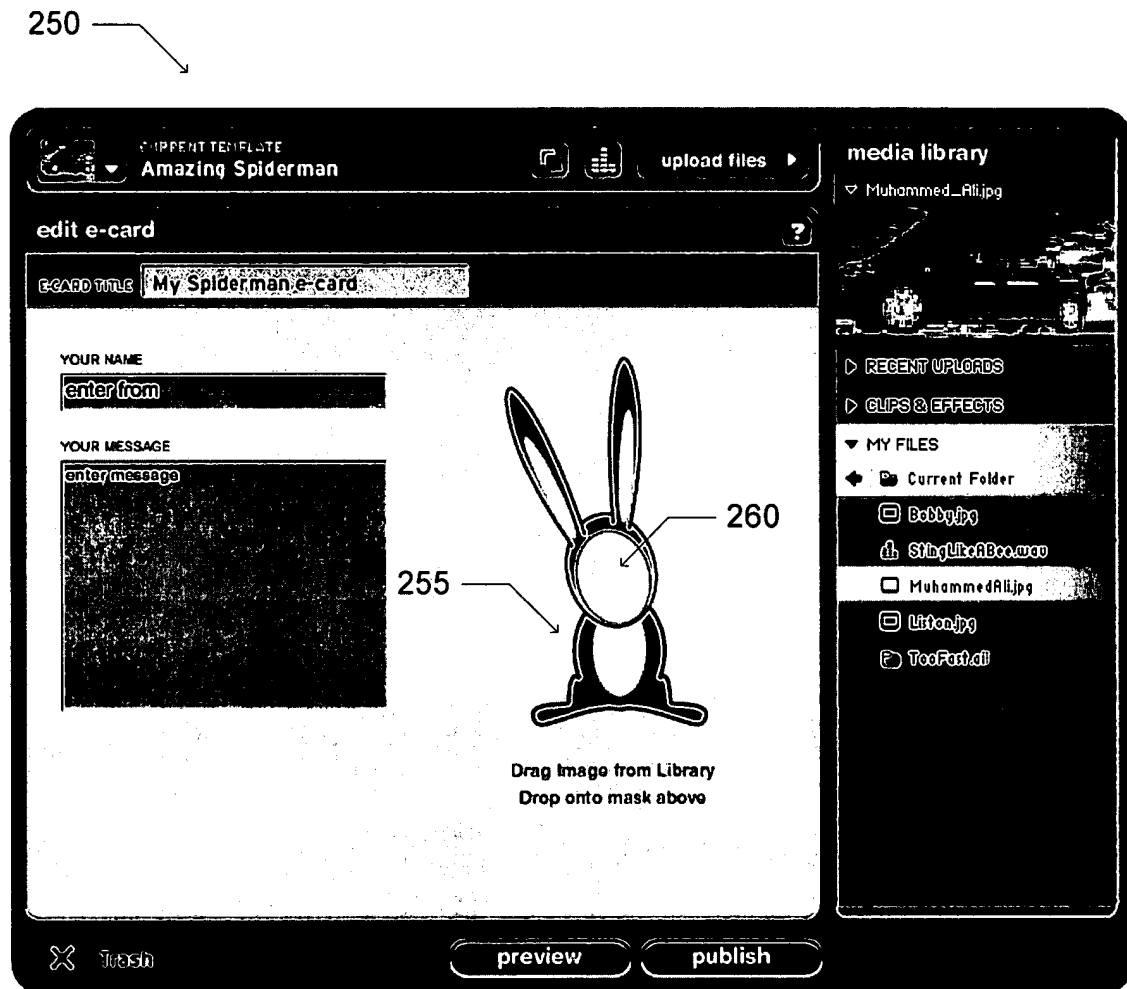 250
CURRENT TEMPLATE
Amazing Spiderman
upload files
edit e-card
?
E-CARD TITLE
My Spiderman e-card
YOUR NAME
enter from
YOUR MESSAGE
enter message
255
260
Drag Image from Library
Drop onto mask above
Trash
preview
publish
media library
Muhammed_Ali.jpg
RECENT UPLOADS
CLIPS & EFFECTS
MY FILES
Current Folder
Bobby.jpg
StingLikeABee.wav
MuhammedAli.jpg
Liston.jpg